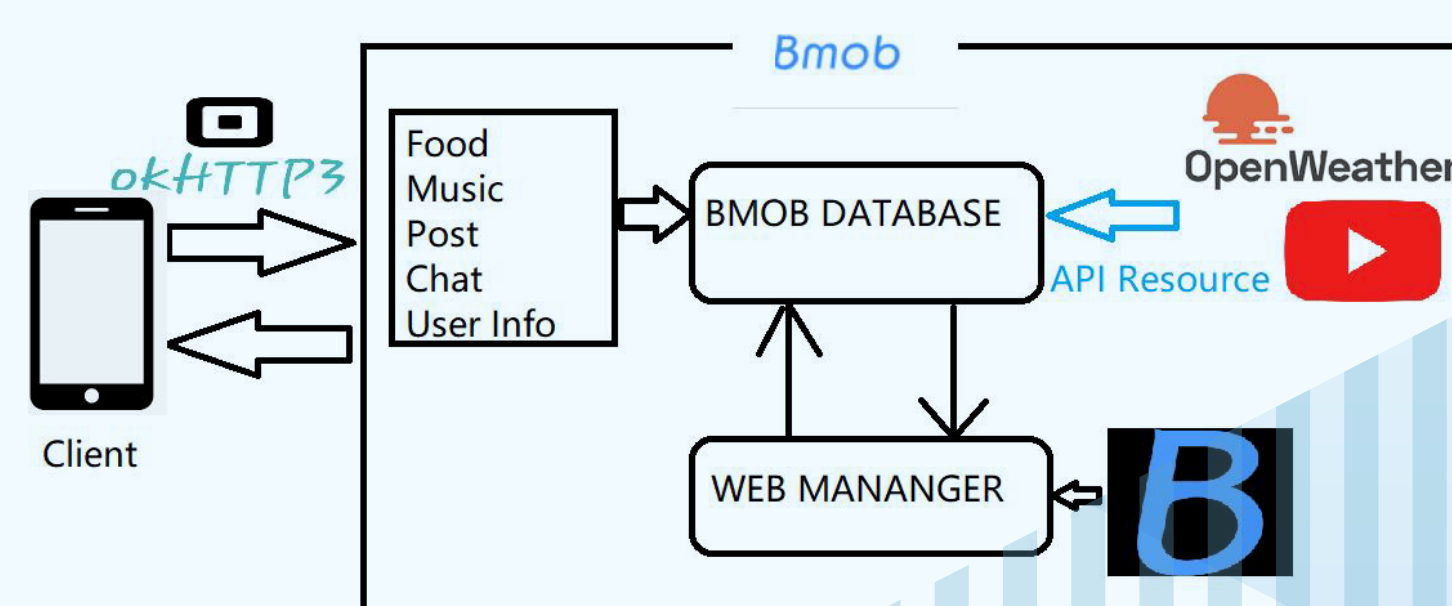 Bmob
okHTTP3
Food
Music
Post
Chat
User Info
BMOB DATABASE
OpenWeather
API Resource
Client
WEB MANANGER
B